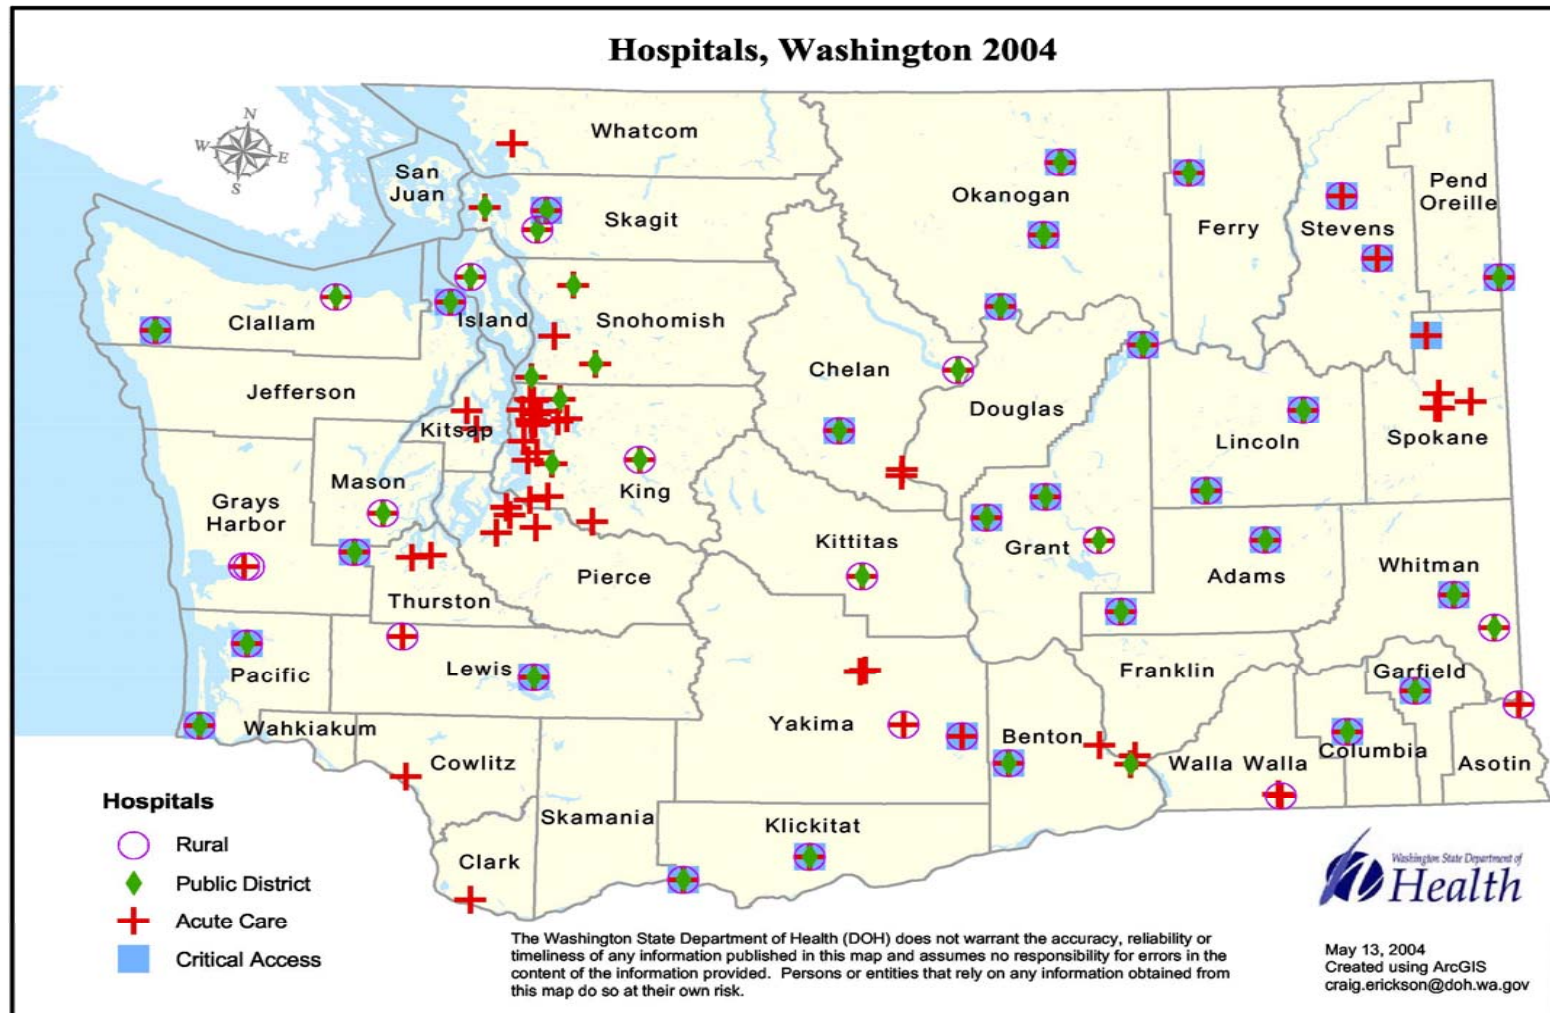 Hospitals, Washington 2004
N
W
E
S
Whatcom
San
Juan
Skagit
Okanogan
Ferry
Stevens
Pend
Oreille
Clallam
Island
Snohomish
Chelan
Douglas
Jefferson
Kitsap
King
Lincoln
Spokane
Mason
Grays
Harbor
Kittitas
Grant
Adams
Whitman
Pierce
Thurston
Pacific
Lewis
Franklin
Garfield
Wahkiakum
Yakima
Benton
Walla Walla
Columbia
Asotin
Cowlitz
Skamania
Klickitat
Clark
Hospitals
Rural
Public District
Acute Care
Critical Access
The Washington State Department of Health (DOH) does not warrant the accuracy, reliability or
timeliness of any information published in this map and assumes no responsibility for errors in the
content of the information provided. Persons or entities that rely on any information obtained from
this map do so at their own risk.
Washington State Department of
Health
May 13, 2004
Created using ArcGIS
craig.erickson@doh.wa.gov